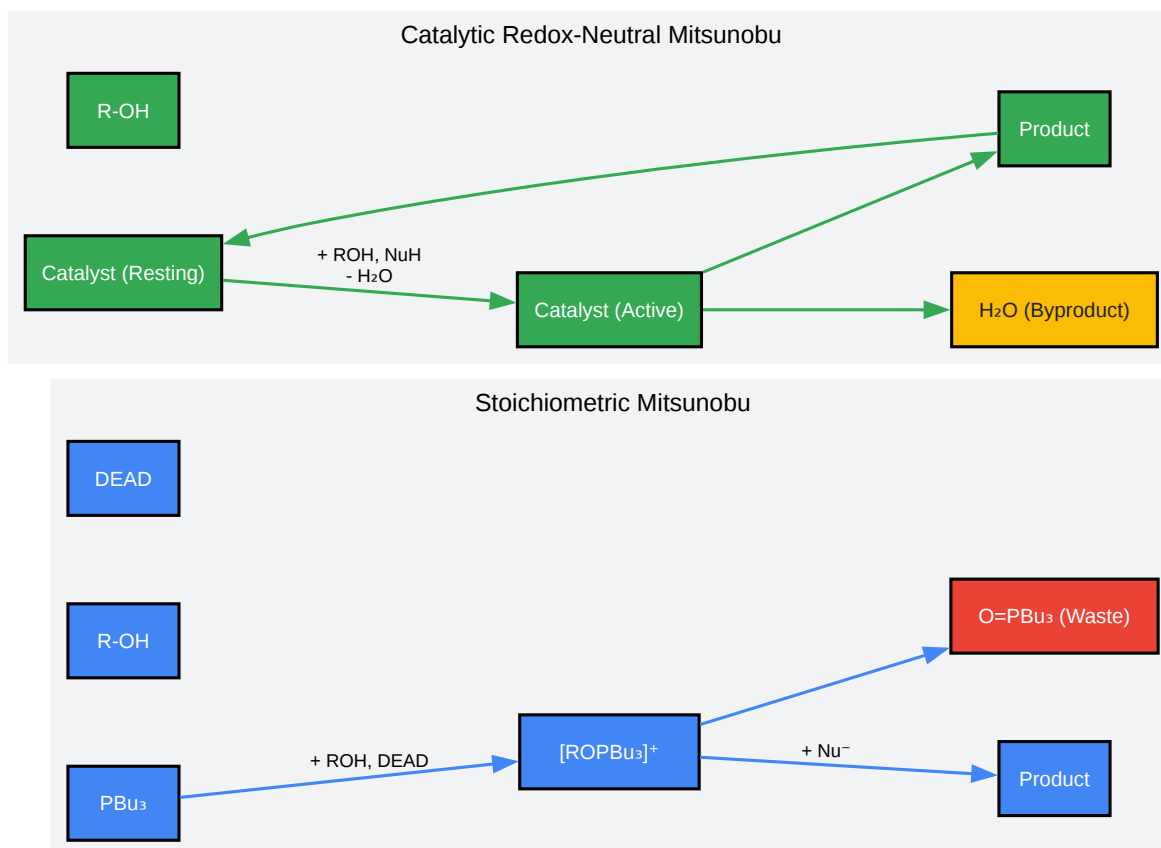 Catalytic Redox-Neutral Mitsunobu
R-OH
Product
Catalyst (Resting)
+ ROH, NuH
- H₂O
Catalyst (Active)
H₂O (Byproduct)
Stoichiometric Mitsunobu
DEAD
R-OH
O=PBu₃ (Waste)
[ROPBu₃]⁺
+ ROH, DEAD
+ Nu⁻
PBu₃
Product